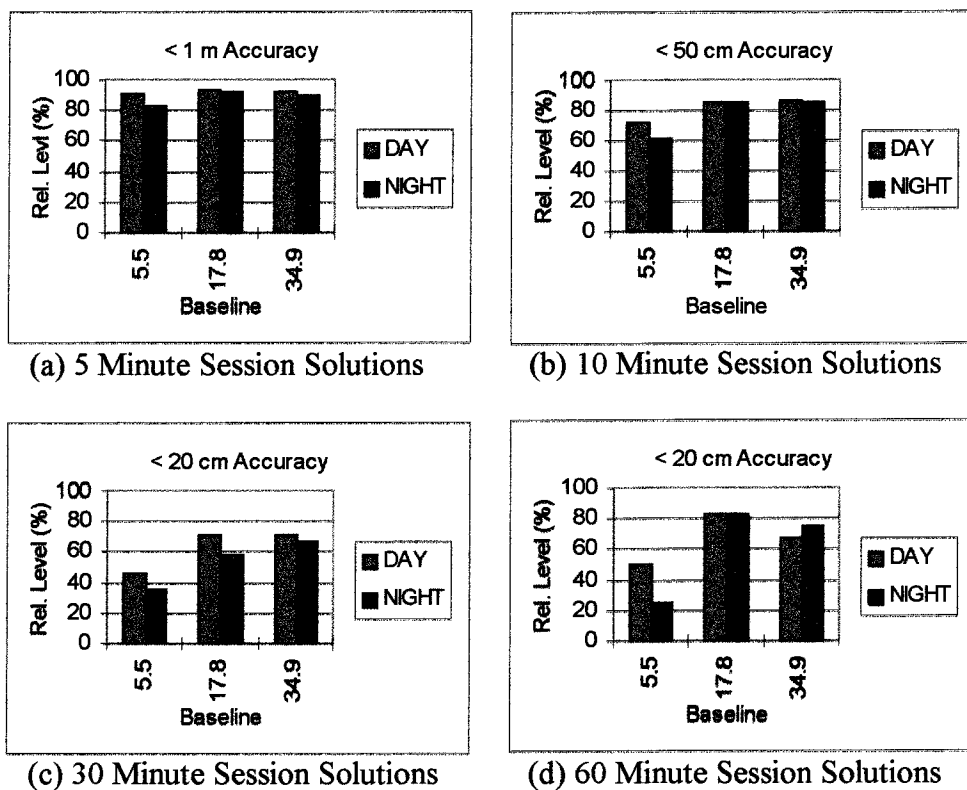 < 1 m Accuracy
Rel. Levl (%)
100
80
60
40
20
0
5.5
17.8
34.9
Baseline
DAY
NIGHT
(a) 5 Minute Session Solutions
< 50 cm Accuracy
Rel. Level (%)
100
80
60
40
20
0
5.5
17.8
34.9
Baseline
DAY
NIGHT
(b) 10 Minute Session Solutions
< 20 cm Accuracy
Rel. Level (%)
100
80
60
40
20
0
5.5
17.8
34.9
Baseline
DAY
NIGHT
(c) 30 Minute Session Solutions
< 20 cm Accuracy
Rel. Level (%)
100
80
60
40
20
0
5.5
17.8
34.9
Baseline
DAY
NIGHT
(d) 60 Minute Session Solutions